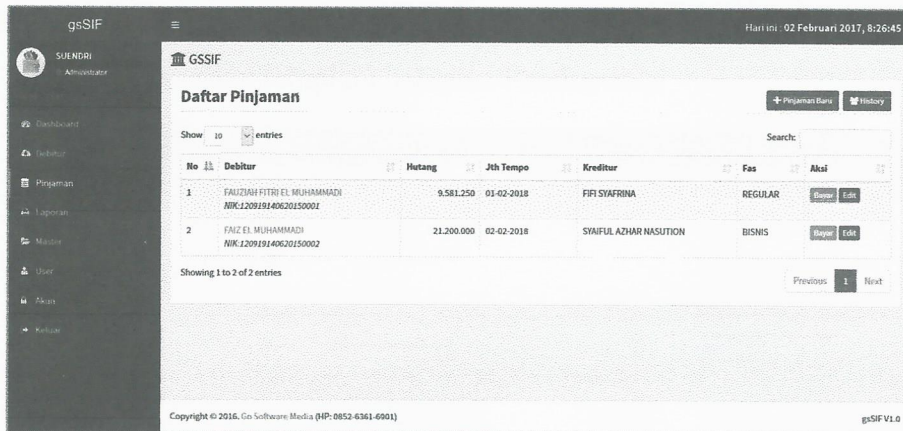 gsSIF
Hari ini : 02 Februari 2017, 8:26:45
SUENDRI
Administrator
GSSIF
Dashboard
Debitur
Pinjaman
Laporan
Master
User
Akun
Keluar
Daftar Pinjaman
Pinjaman Baru History
Show 10 entries
Search:
No Debitur Hutang Jth Tempo Kreditur Fas Aksi
1 FAUZIAH FITRI EL MUHAMMADI 9.581.250 01-02-2018 FIFI SYAFRINA REGULAR Bayar Edit
NIK:120919140620150001
2 FAIZ EL MUHAMMADI 21.200.000 02-02-2018 SYAIFUL AZHAR NASUTION BISNIS Bayar Edit
NIK:120919140620150002
Showing 1 to 2 of 2 entries
Previous 1 Next
Copyright © 2016. Go Software Media (HP: 0852-6361-6901)
gsSIF V1.0